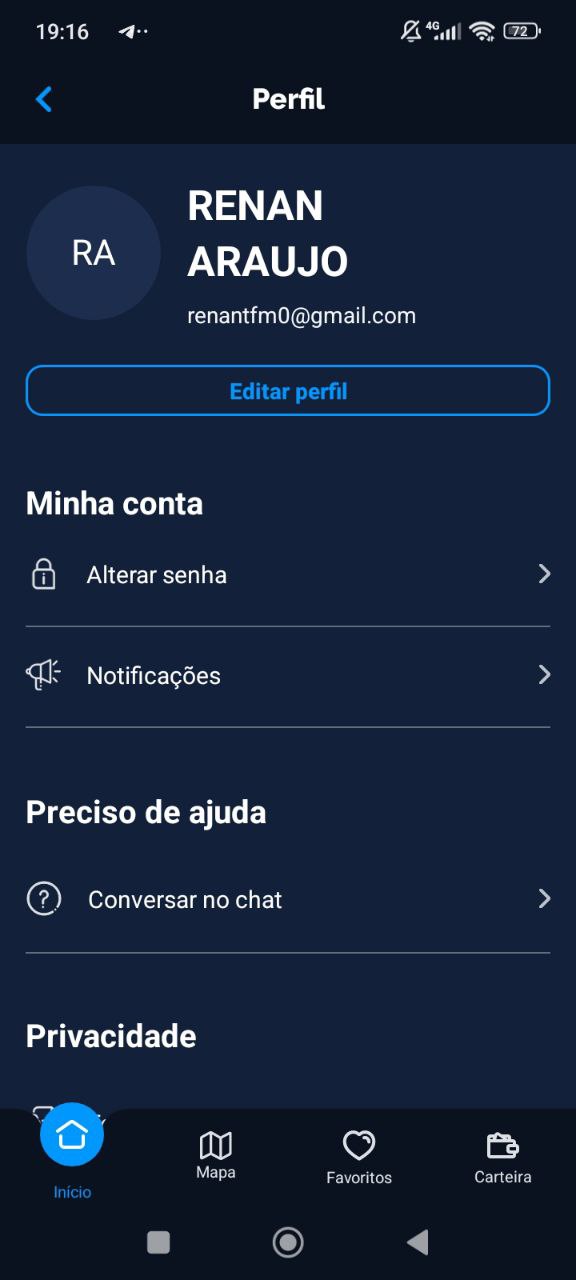 19:16
4G
72
Perfil
RA
RENAN
ARAUJO
renantfm0@gmail.com
Editar perfil
Minha conta
Alterar senha
Notificações
Preciso de ajuda
Conversar no chat
Privacidade
Início
Mapa
Favoritos
Carteira